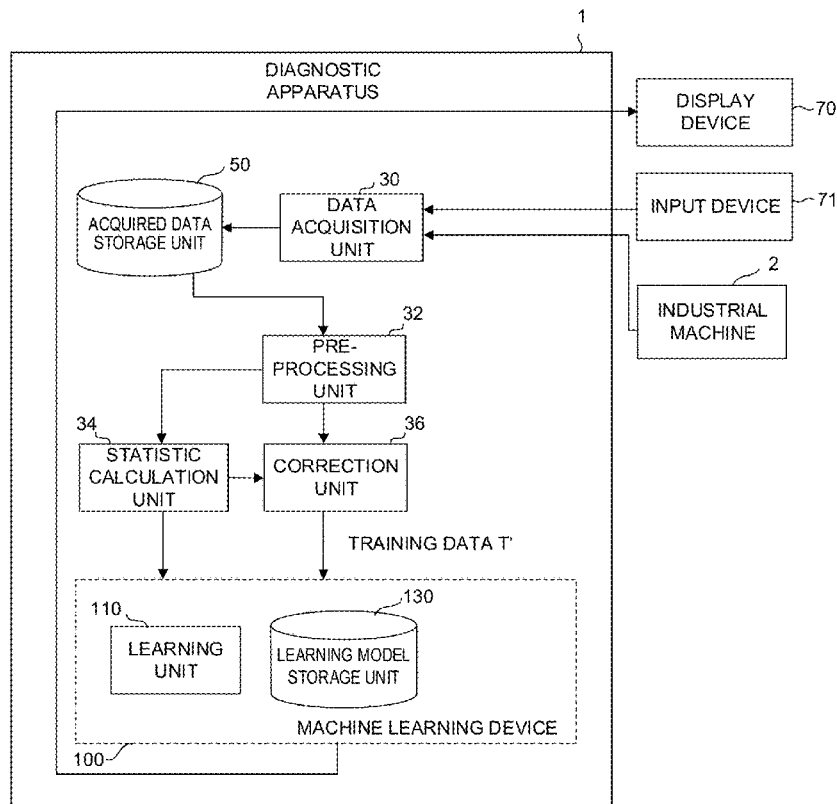 1
DIAGNOSTIC
APPARATUS
DISPLAY
DEVICE
70
50
ACQUIRED DATA
STORAGE UNIT
30
DATA
ACQUISITION
UNIT
INPUT DEVICE
71
2
INDUSTRIAL
MACHINE
32
PRE-
PROCESSING
UNIT
34
STATISTIC
CALCULATION
UNIT
36
CORRECTION
UNIT
TRAINING DATA T'
110
LEARNING
UNIT
130
LEARNING MODEL
STORAGE UNIT
MACHINE LEARNING DEVICE
100